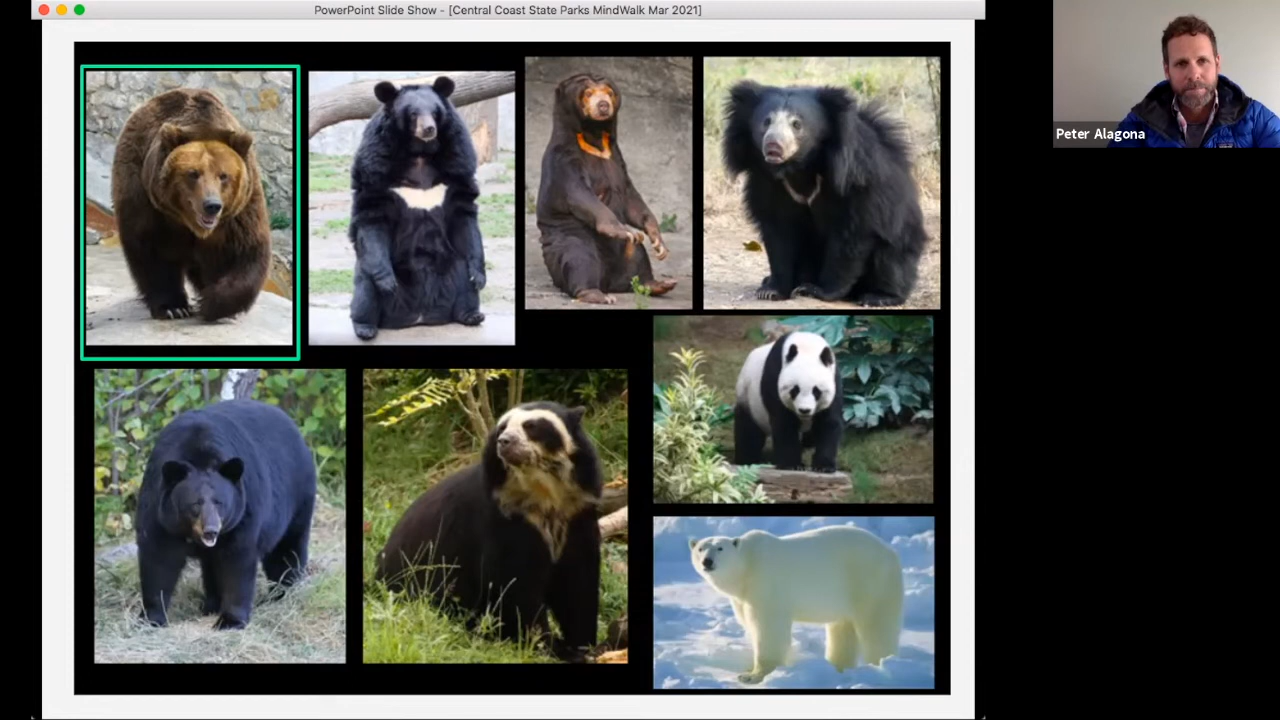 PowerPoint Slide Show - [Central Coast State Parks MindWalk Mar 2021]
Peter Alagona